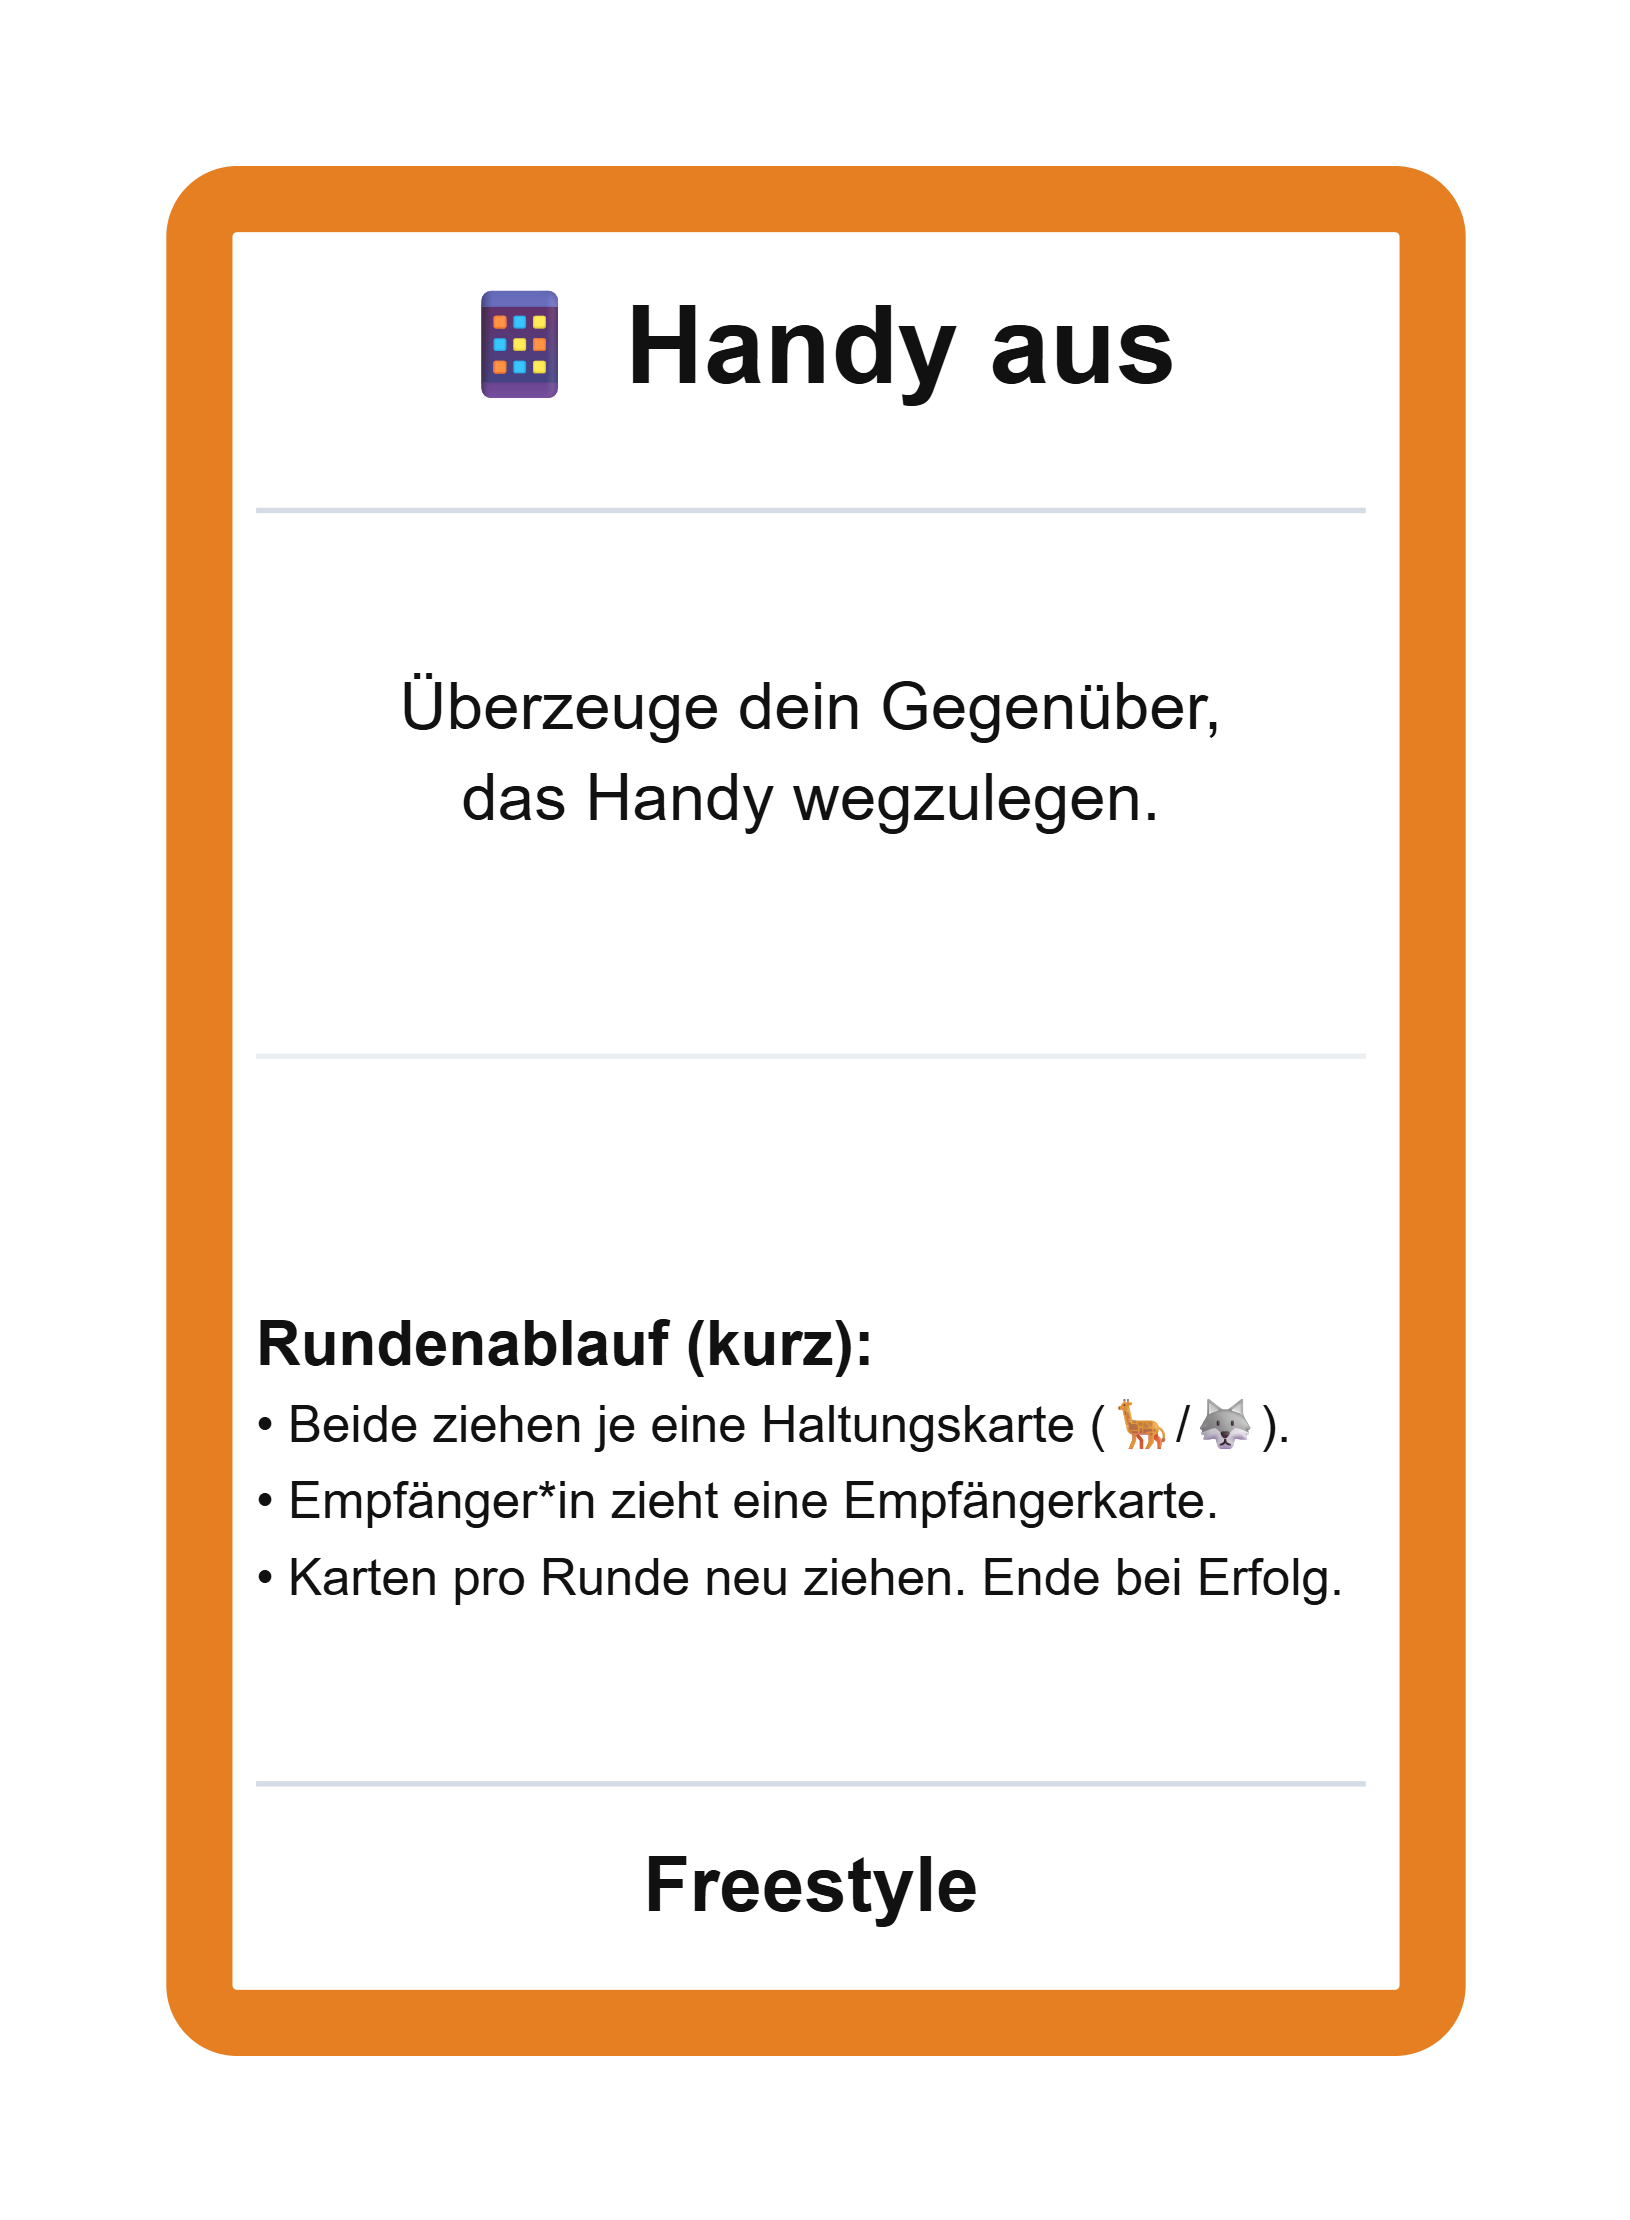 📱 Handy aus
Überzeuge dein Gegenüber,
das Handy wegzulegen.
Rundenablauf (kurz):
• Beide ziehen je eine Haltungskarte (🦒/🐺).
• Empfänger*in zieht eine Empfängerkarte.
• Karten pro Runde neu ziehen. Ende bei Erfolg.
Freestyle